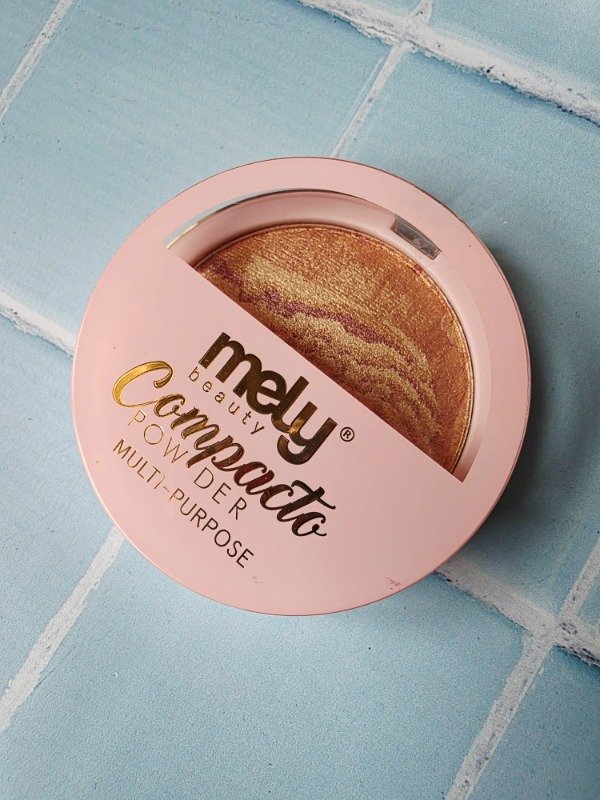 mely®
beauty
Compacto
POWDER
MULTI-PURPOSE